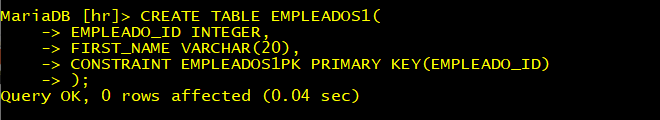 MariaDB [hr]> CREATE TABLE EMPLEADOS1(
    -> EMPLEADO_ID INTEGER,
    -> FIRST_NAME VARCHAR(20),
    -> CONSTRAINT EMPLEADOS1PK PRIMARY KEY(EMPLEADO_ID)
    -> );
Query OK, 0 rows affected (0.04 sec)